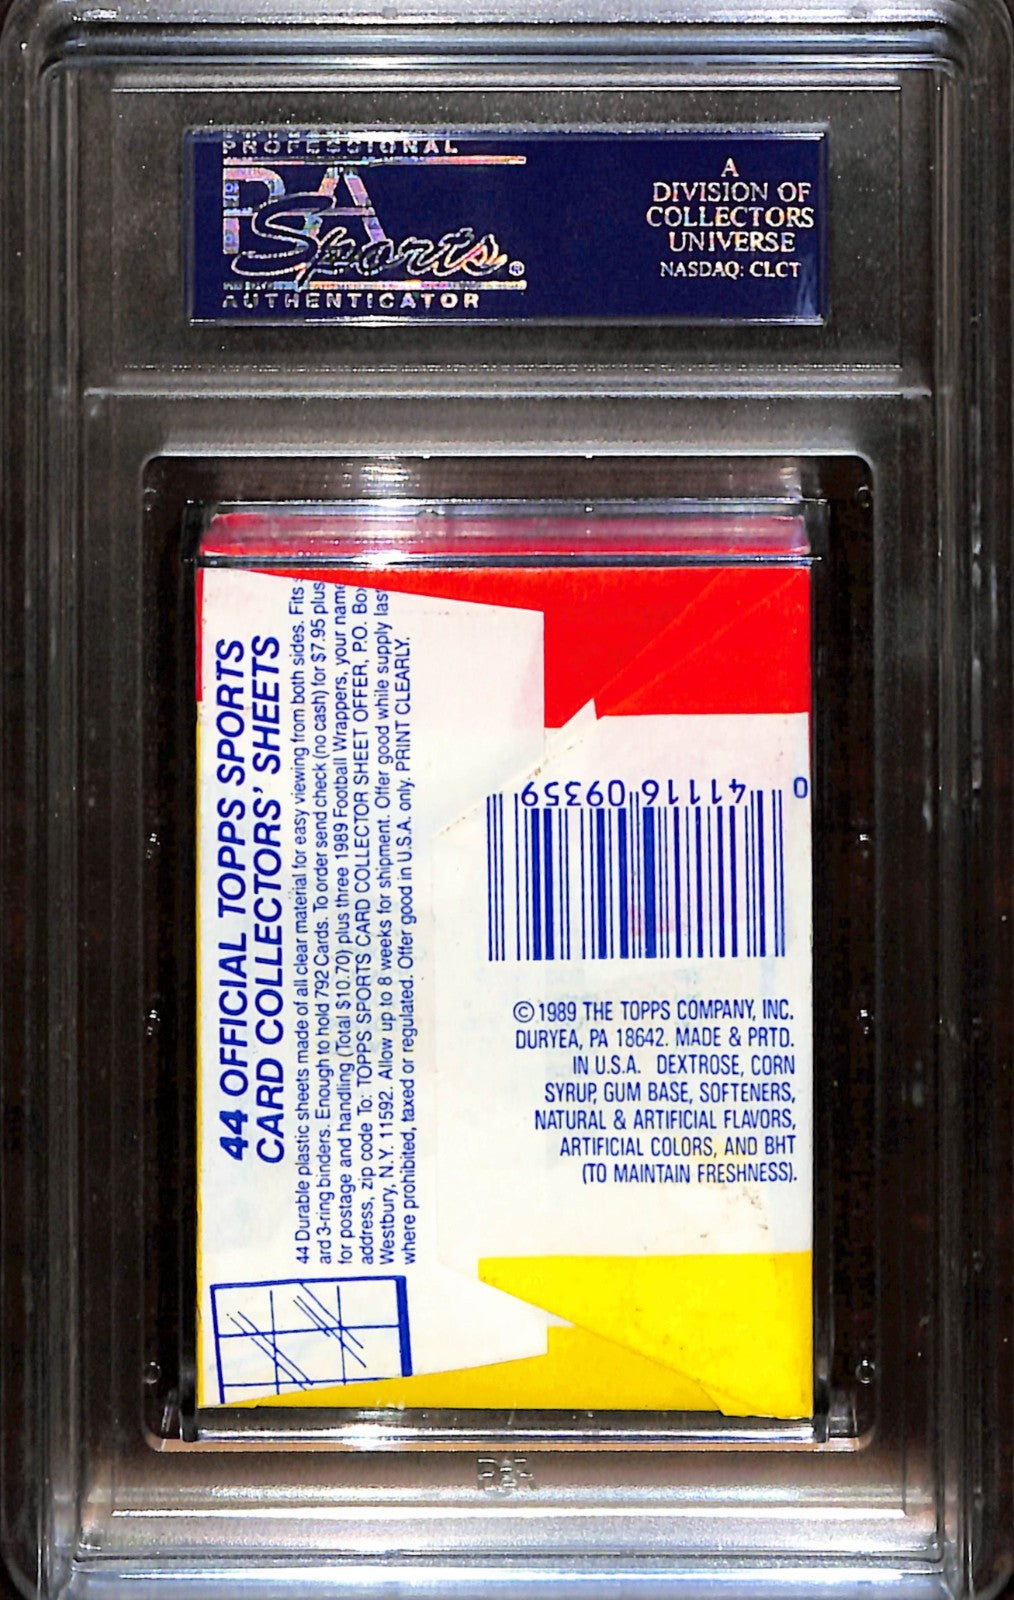 PROFESSIONAL
PSA
Sports®
AUTHENTICATOR
A
DIVISION OF
COLLECTORS
UNIVERSE
NASDAQ: CLCT
44 OFFICIAL TOPPS SPORTS
CARD COLLECTORS' SHEETS
44 Durable plastic sheets made of all clear material for easy viewing from both sides. Fits
ard 3-ring binders. Enough to hold 792 Cards. To order send check (no cash) for $7.95 plus
for postage and handling (Total $10.70) plus three 1989 Football Wrappers, your name
address, zip code To: TOPPS SPORTS CARD COLLECTOR SHEET OFFER, P.O. Box
Westbury, N.Y. 11592. Allow up to 8 weeks for shipment. Offer good while supply last
where prohibited, taxed or regulated. Offer good in U.S.A. only. PRINT CLEARLY.
0 41116 09359
©1989 THE TOPPS COMPANY, INC.
DURYEA, PA 18642. MADE & PRTD.
IN U.S.A. DEXTROSE, CORN
SYRUP, GUM BASE, SOFTENERS,
NATURAL & ARTIFICIAL FLAVORS,
ARTIFICIAL COLORS, AND BHT
(TO MAINTAIN FRESHNESS).
PSA